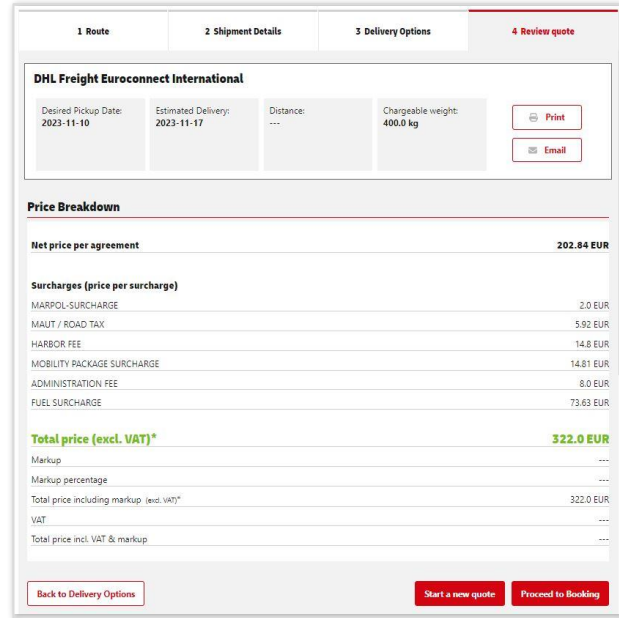 1 Route 2 Shipment Details 3 Delivery Options 4 Review quote
DHL Freight Euroconnect International
Desired Pickup Date: Estimated Delivery: Distance: Chargeable weight:
2023-11-10 2023-11-17 --- 400.0 kg
Print
Email
Price Breakdown
Net price per agreement 202.84 EUR
Surcharges (price per surcharge)
MARPOL-SURCHARGE 2.0 EUR
MAUT / ROAD TAX 5.92 EUR
HARBOR FEE 14.8 EUR
MOBILITY PACKAGE SURCHARGE 14.81 EUR
ADMINISTRATION FEE 8.0 EUR
FUEL SURCHARGE 73.63 EUR
Total price (excl. VAT)* 322.0 EUR
Markup ---
Markup percentage ---
Total price including markup (excl. VAT)* 322.0 EUR
VAT ---
Total price incl. VAT & markup ---
Back to Delivery Options Start a new quote Proceed to Booking